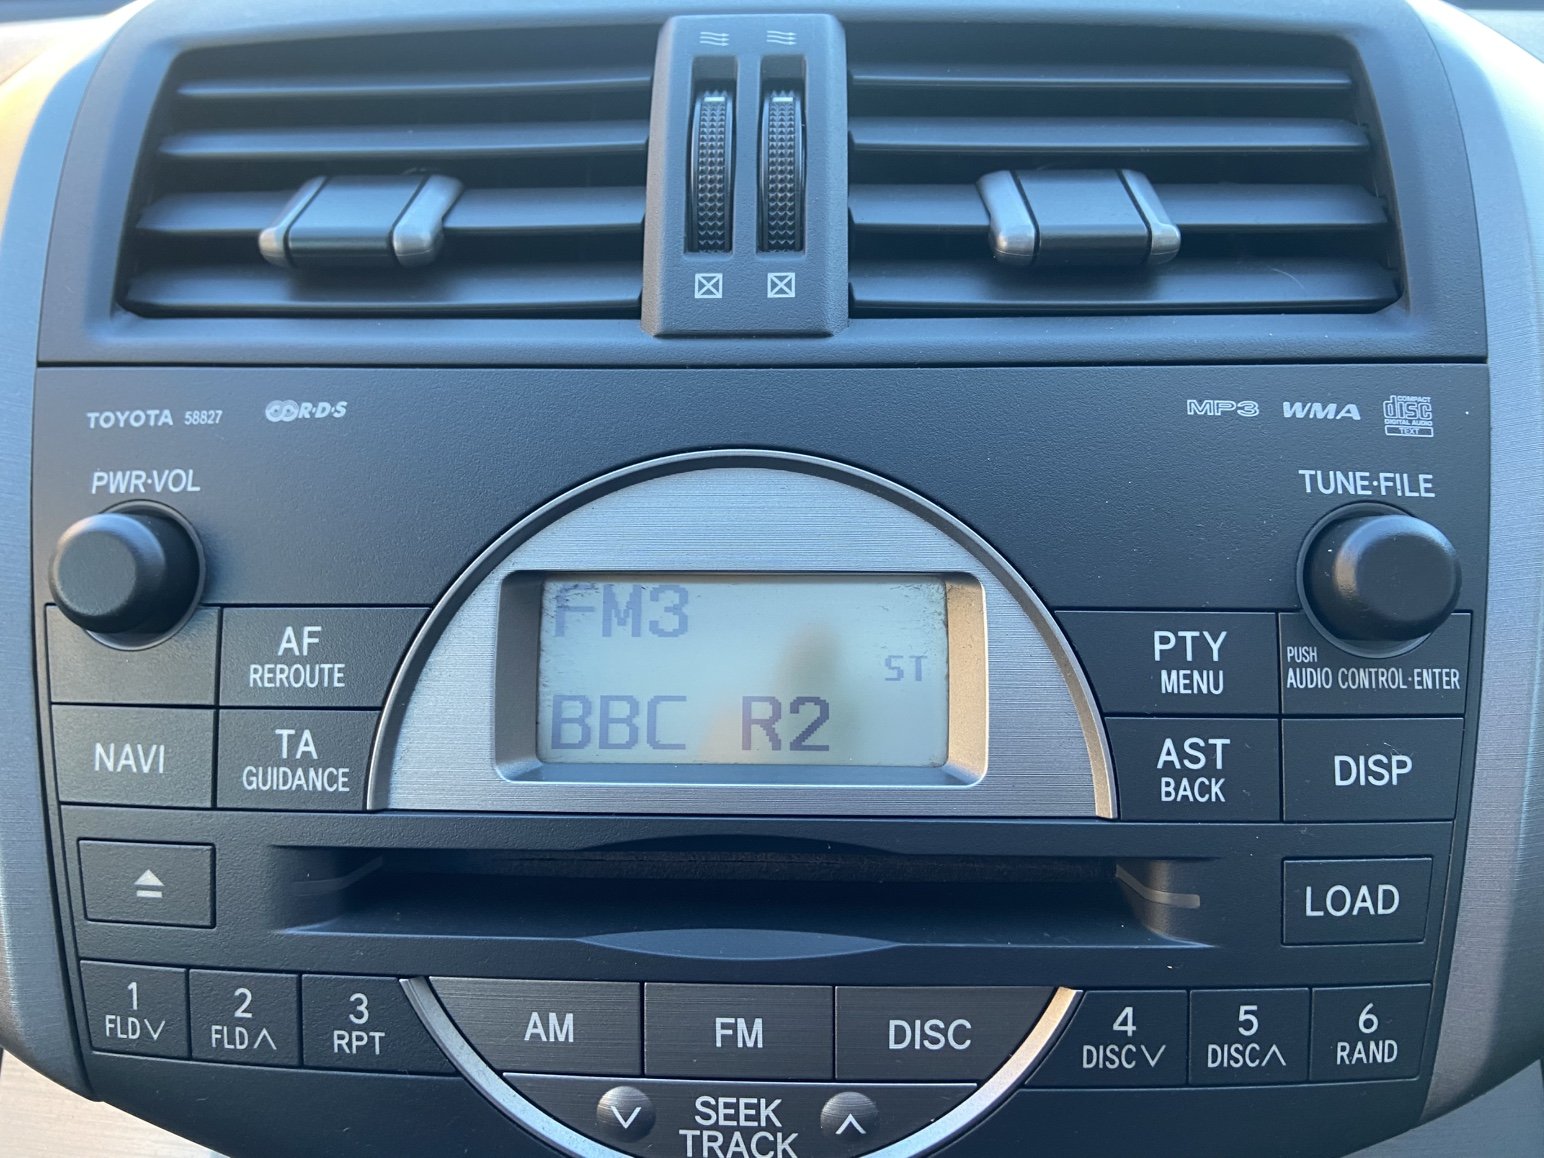 TOYOTA 58827 R·D·S MP3 WMA COMPACT
disc
DIGITAL AUDIO
TEXT
PWR·VOL
TUNE·FILE
FM3
ST
BBC R2
AF
REROUTE
PTY
MENU
PUSH
AUDIO CONTROL·ENTER
NAVI
TA
GUIDANCE
AST
BACK
DISP
LOAD
1
FLD
2
FLD
3
RPT
AM
FM
DISC
4
DISC
5
DISC
6
RAND
SEEK
TRACK